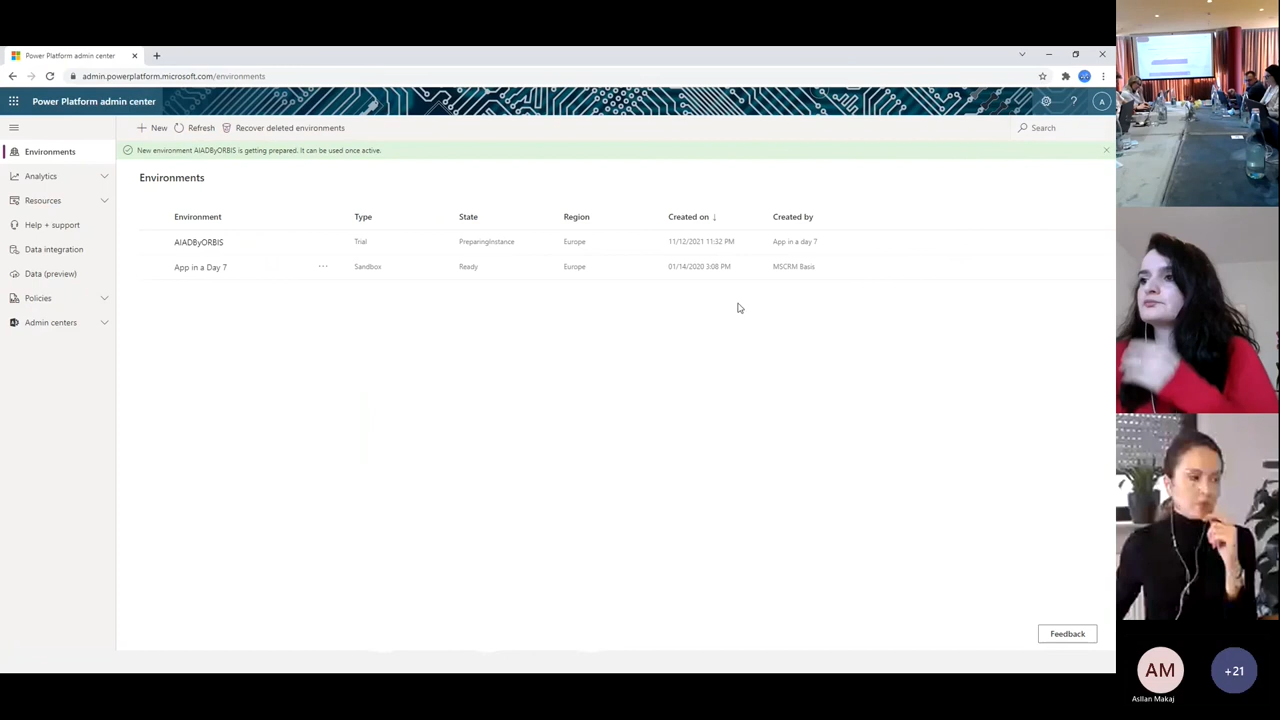 Power Platform admin center
admin.powerplatform.microsoft.com/environments
Power Platform admin center
A
New
Refresh
Recover deleted environments
Search
Environments
Analytics
Resources
Help + support
Data integration
Data (preview)
Policies
Admin centers
New environment AIADByORBIS is getting prepared. It can be used once active.
Environments
Environment Type State Region Created on ↓ Created by
AIADByORBIS Trial PreparingInstance Europe 11/12/2021 11:32 PM App in a day 7
App in a Day 7 ... Sandbox Ready Europe 01/14/2020 3:08 PM MSCRM Basis
Feedback
AM
+21
Asllan Makaj